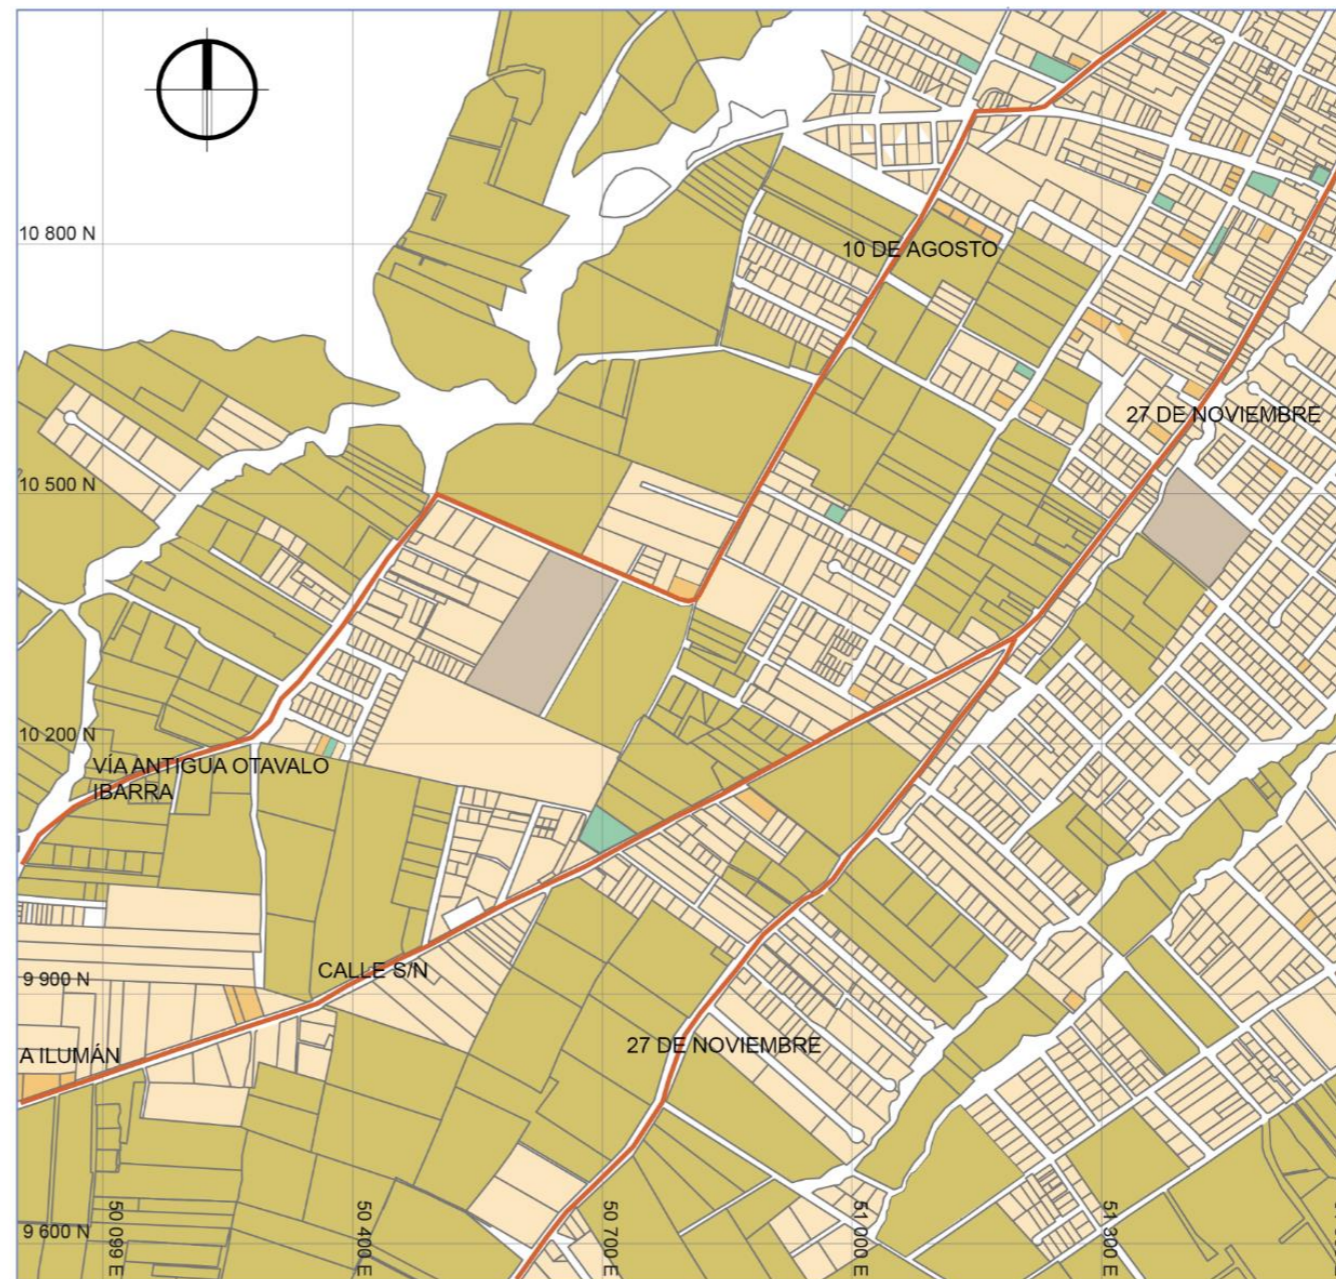 10 800 N
10 DE AGOSTO
27 DE NOVIEMBRE
10 500 N
10 200 N
VÍA ANTIGUA OTAVALO
IBARRA
9 900 N
CALLE S/N
A ILUMÁN
27 DE NOVIEMBRE
9 600 N
50 099 E
50 400 E
50 700 E
51 000 E
51 300 E